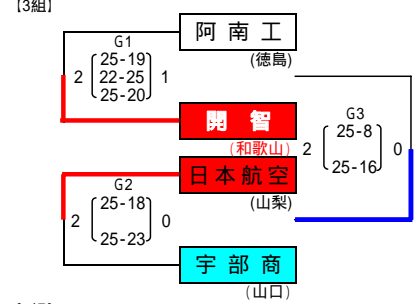 【3組】
阿南工
(徳島)
G1
2 25-19 1
22-25
25-20
開智
(和歌山)
G3
2 25-8 0
25-16
日本航空
(山梨)
G2
2 25-18 0
25-23
宇部商
(山口)